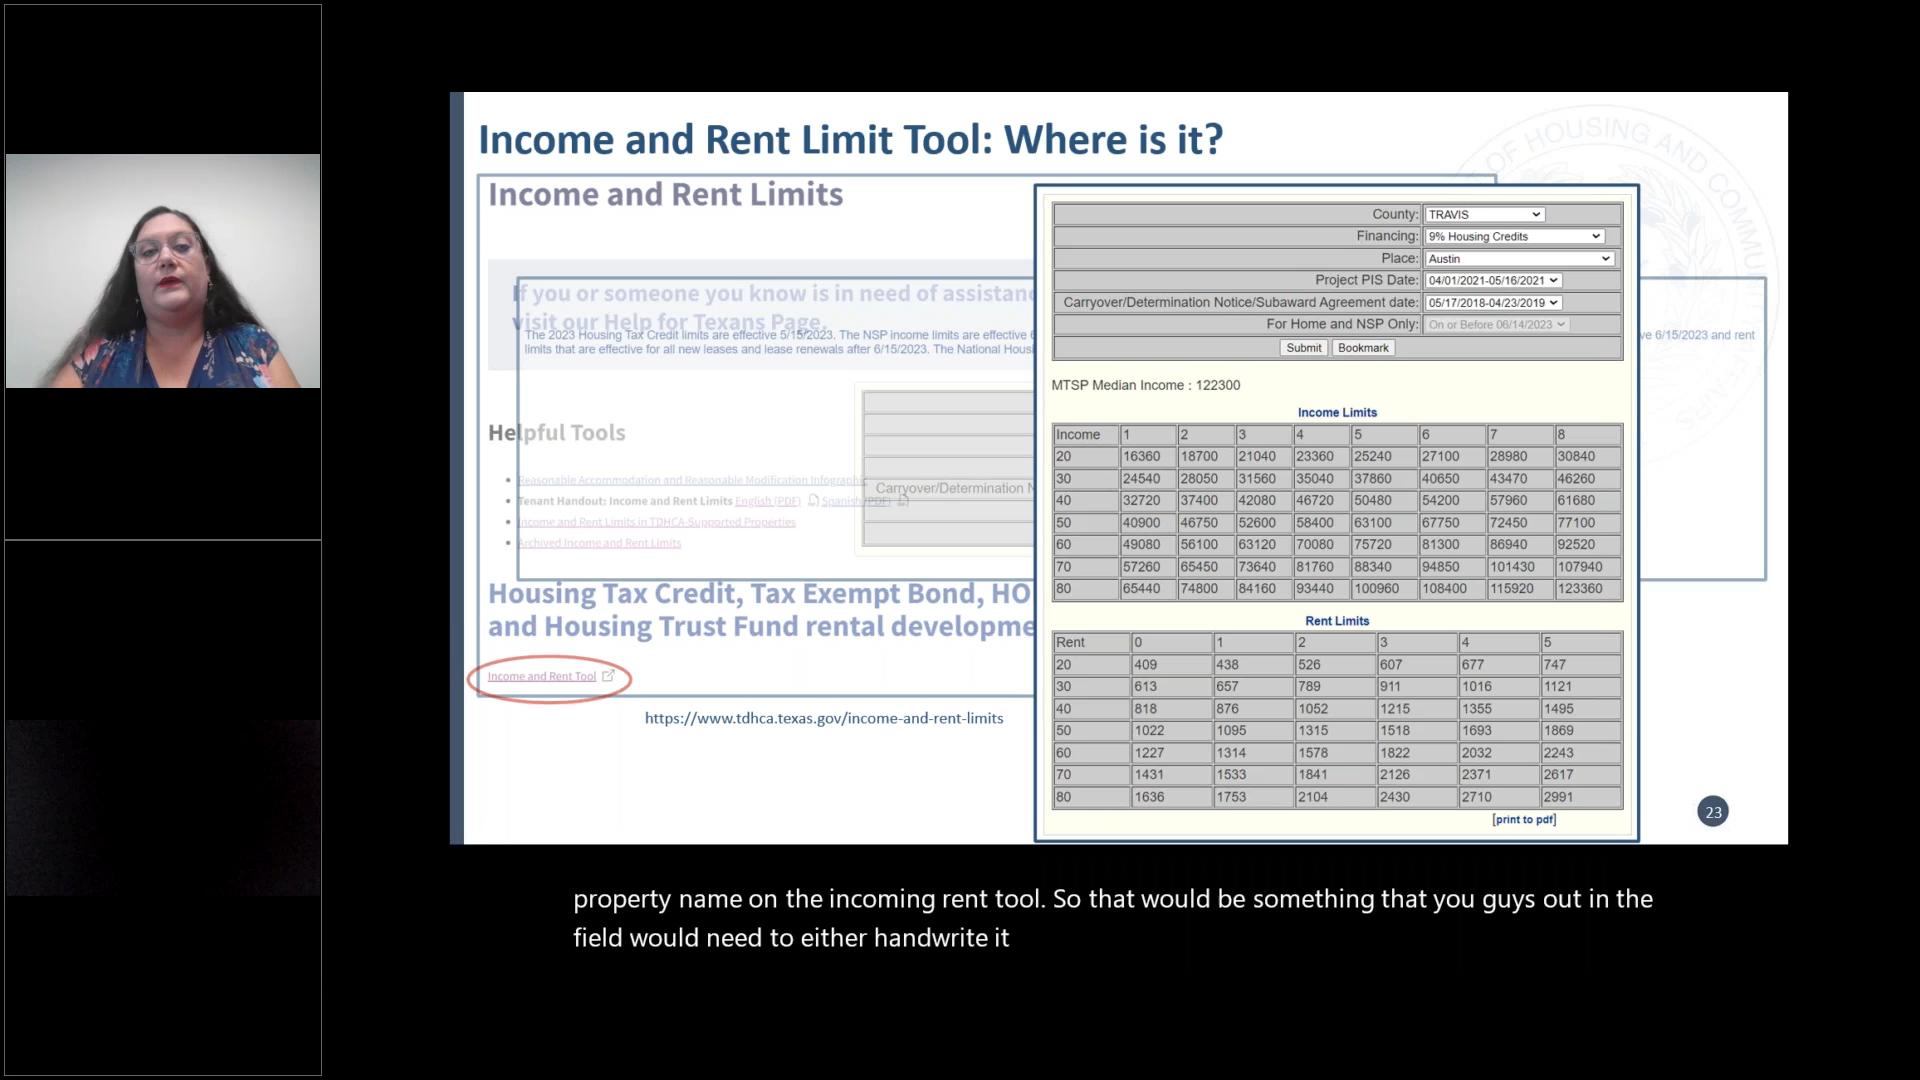 Income and Rent Limit Tool: Where is it?
Income and Rent Limits
If you or someone you know is in need of assistanc
visit our Help for Texans Page.
The 2023 Housing Tax Credit limits are effective 5/15/2023. The NSP income limits are effective 6
ve 6/15/2023 and rent
limits that are effective for all new leases and lease renewals after 6/15/2023. The National Housi
Helpful Tools
Reasonable Accommodation and Reasonable Modification Infographic
Tenant Handout: Income and Rent Limits English (PDF) Spanish (PDF)
Income and Rent Limits in TDHCA-Supported Properties
Archived Income and Rent Limits
Carryover/Determination N
Housing Tax Credit, Tax Exempt Bond, HO
and Housing Trust Fund rental developme
Income and Rent Tool
https://www.tdhca.texas.gov/income-and-rent-limits
County: TRAVIS
Financing: 9% Housing Credits
Place: Austin
Project PIS Date: 04/01/2021-05/16/2021
Carryover/Determination Notice/Subaward Agreement date: 05/17/2018-04/23/2019
For Home and NSP Only: On or Before 06/14/2023
Submit Bookmark
MTSP Median Income : 122300
Income Limits
Income 1 2 3 4 5 6 7 8
20 16360 18700 21040 23360 25240 27100 28980 30840
30 24540 28050 31560 35040 37860 40650 43470 46260
40 32720 37400 42080 46720 50480 54200 57960 61680
50 40900 46750 52600 58400 63100 67750 72450 77100
60 49080 56100 63120 70080 75720 81300 86940 92520
70 57260 65450 73640 81760 88340 94850 101430 107940
80 65440 74800 84160 93440 100960 108400 115920 123360
Rent Limits
Rent 0 1 2 3 4 5
20 409 438 526 607 677 747
30 613 657 789 911 1016 1121
40 818 876 1052 1215 1355 1495
50 1022 1095 1315 1518 1693 1869
60 1227 1314 1578 1822 2032 2243
70 1431 1533 1841 2126 2371 2617
80 1636 1753 2104 2430 2710 2991
[print to pdf]
OF HOUSING AND COMMU
AFFAIRS
23
property name on the incoming rent tool. So that would be something that you guys out in the
field would need to either handwrite it